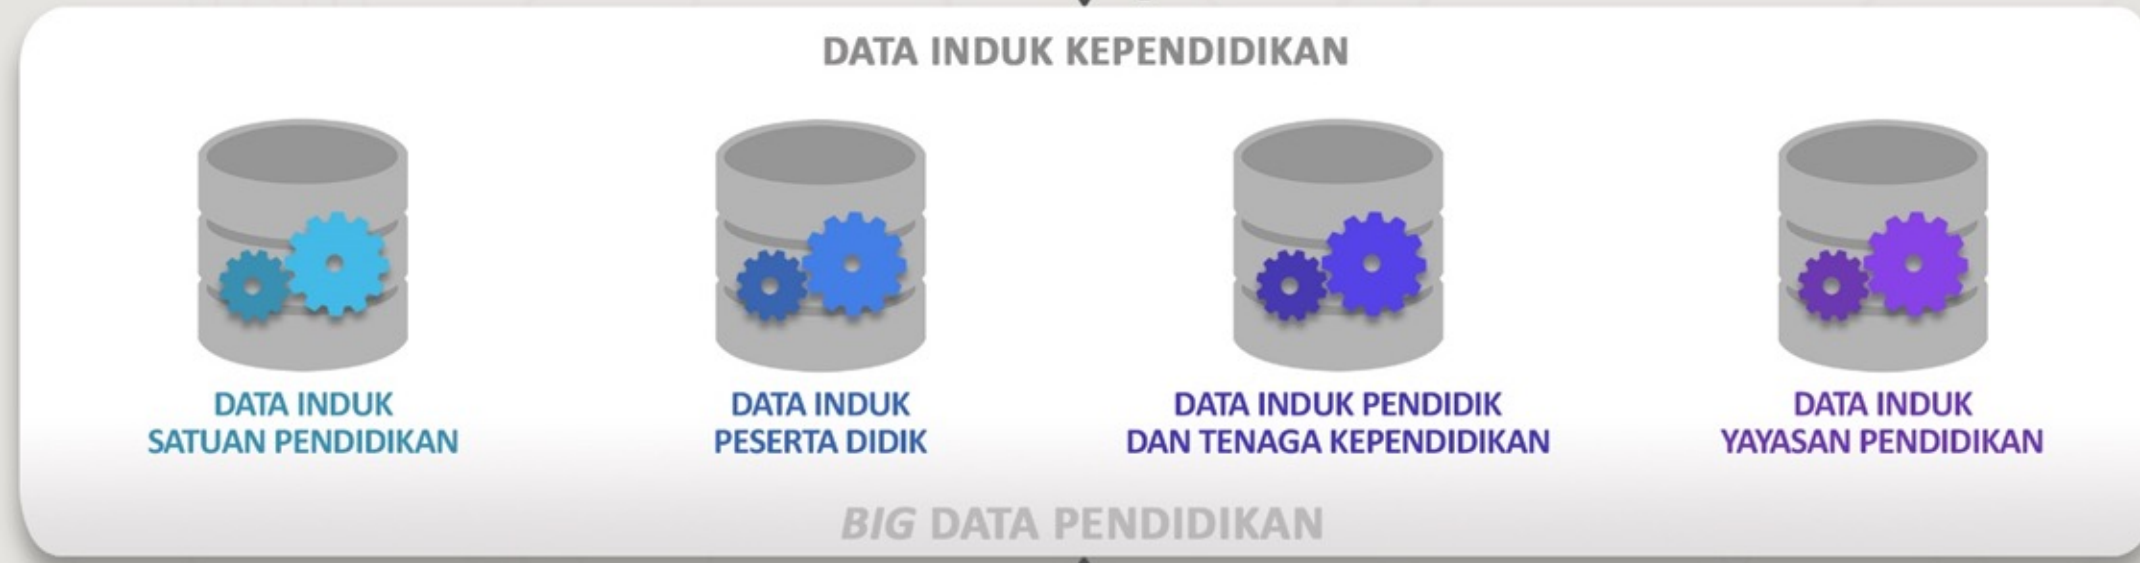 DATA INDUK KEPENDIDIKAN
DATA INDUK
SATUAN PENDIDIKAN
DATA INDUK
PESERTA DIDIK
DATA INDUK PENDIDIK
DAN TENAGA KEPENDIDIKAN
DATA INDUK
YAYASAN PENDIDIKAN
BIG DATA PENDIDIKAN